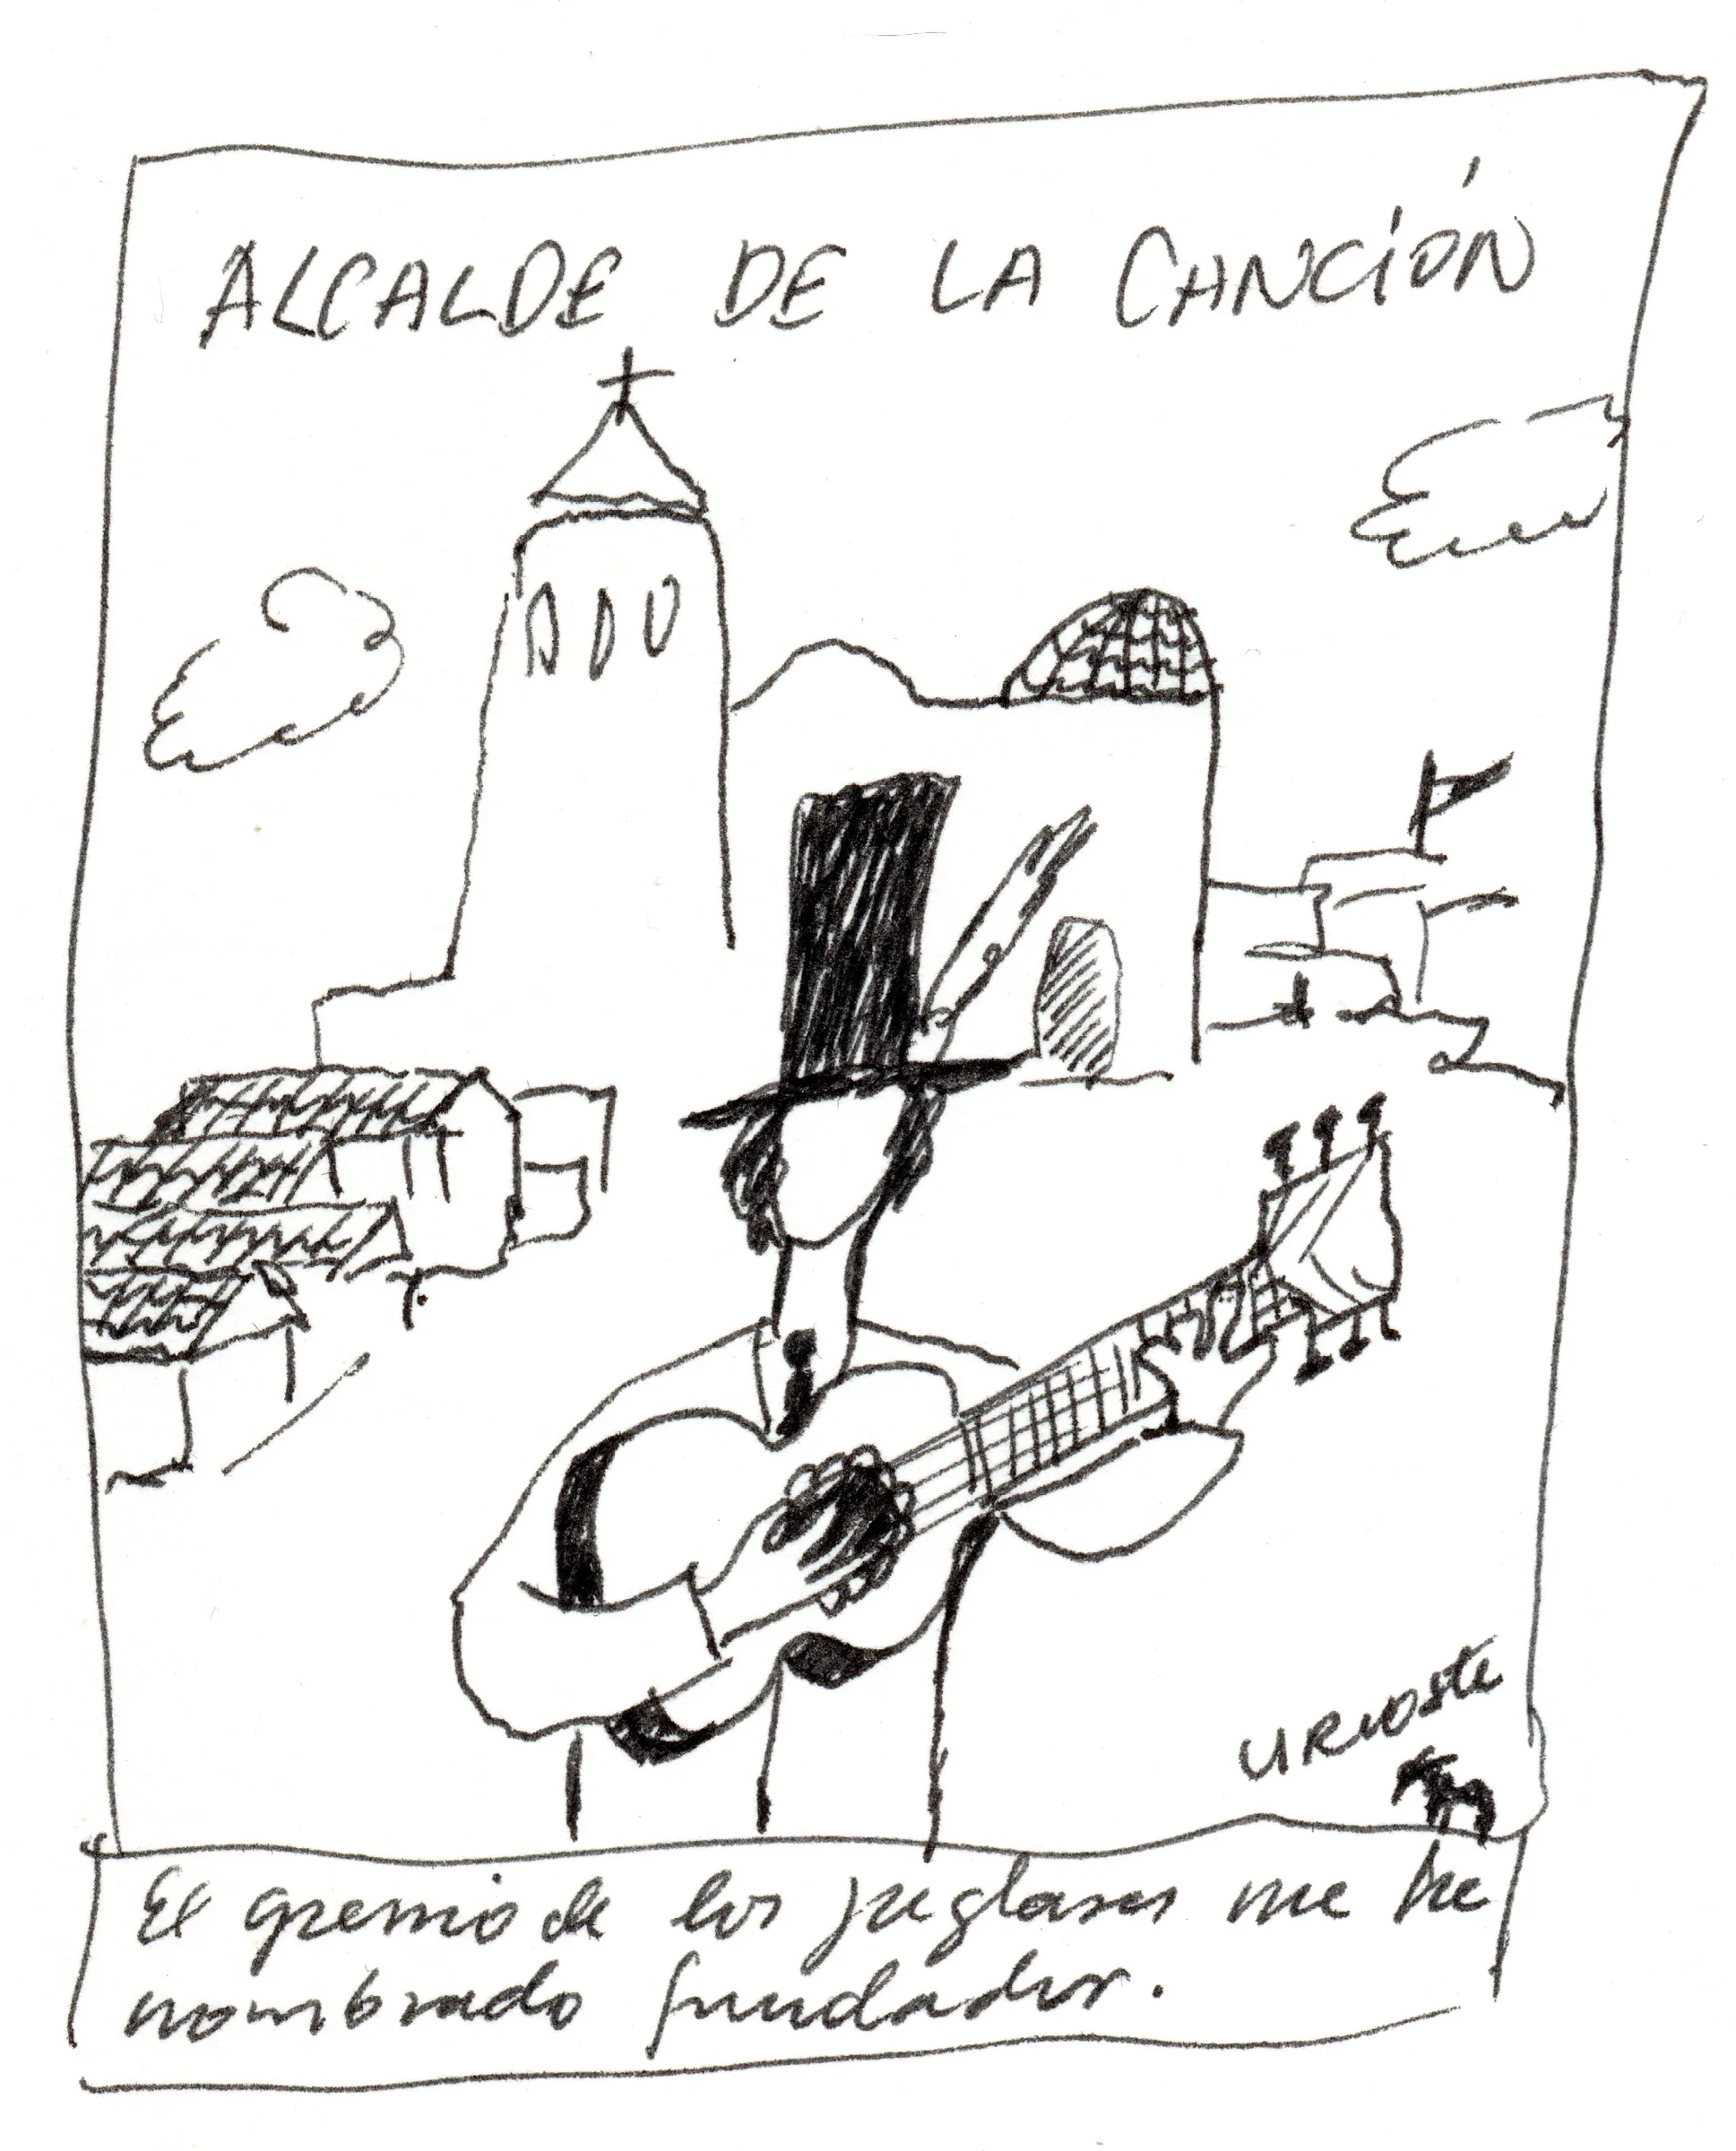 ALCALDE DE LA CANCIÓN
URIOSTE
El gremio de los juglares me ha
nombrado fundador.